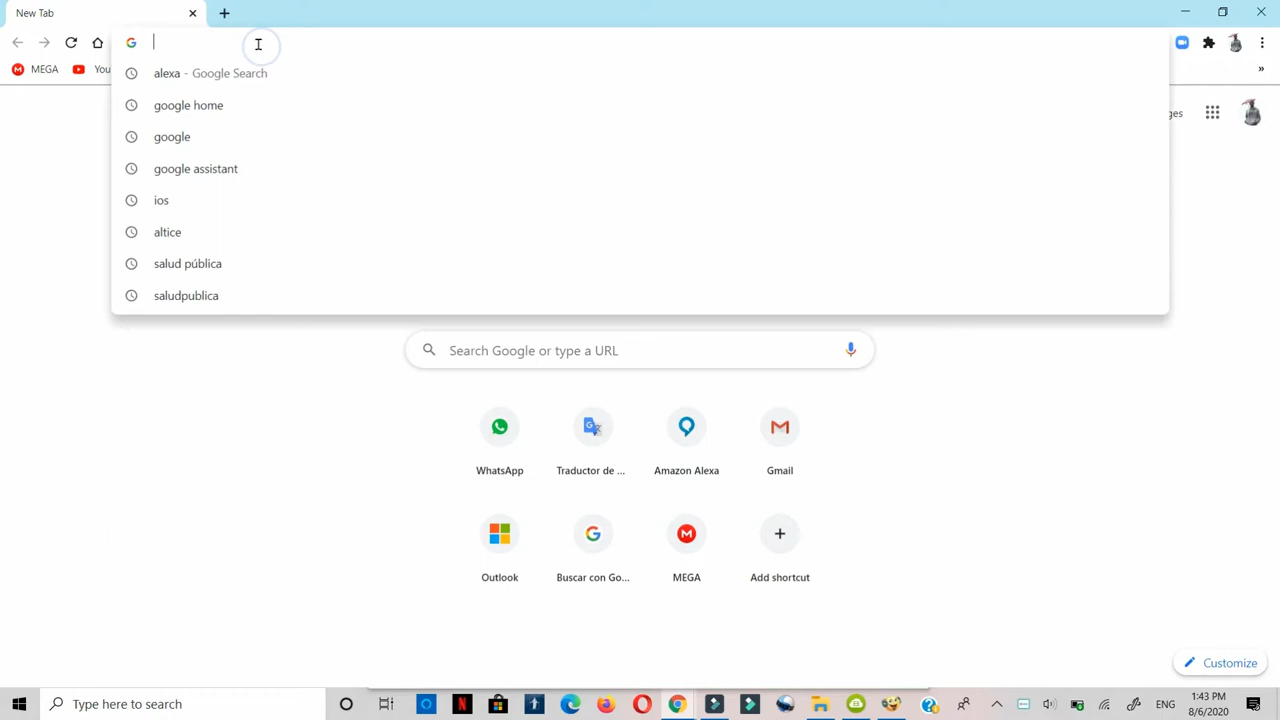 New Tab
MEGA
You
alexa - Google Search
google home
google
google assistant
ios
altice
salud pública
saludpublica
ges
Search Google or type a URL
WhatsApp
Traductor de ...
Amazon Alexa
Gmail
Outlook
Buscar con Go...
MEGA
Add shortcut
Customize
Type here to search
ENG
1:43 PM
8/6/2020